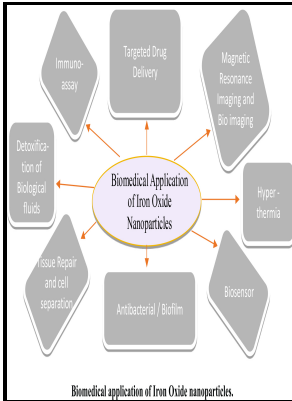 Immuno-
assay
Targeted Drug
Delivery
Magnetic
Resonance
Imaging and
Bio imaging
Detoxifica-
tion of
Biological
fluids
Biomedical Application
of Iron Oxide
Nanoparticles
Hyper -
thermia
Tissue Repair
and cell
separation
Antibacterial / Biofilm
Biosensor
Biomedical application of Iron Oxide nanoparticles.